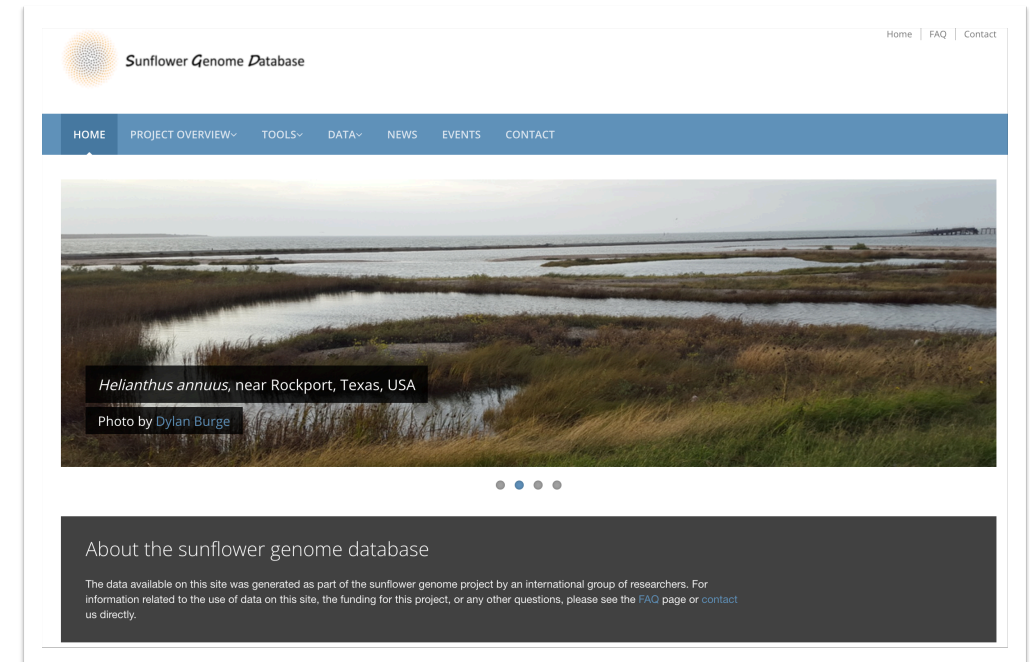 Home FAQ Contact
Sunflower Genome Database
HOME PROJECT OVERVIEW TOOLS DATA NEWS EVENTS CONTACT
Helianthus annuus, near Rockport, Texas, USA
Photo by Dylan Burge
About the sunflower genome database
The data available on this site was generated as part of the sunflower genome project by an international group of researchers. For
information related to the use of data on this site, the funding for this project, or any other questions, please see the FAQ page or contact
us directly.